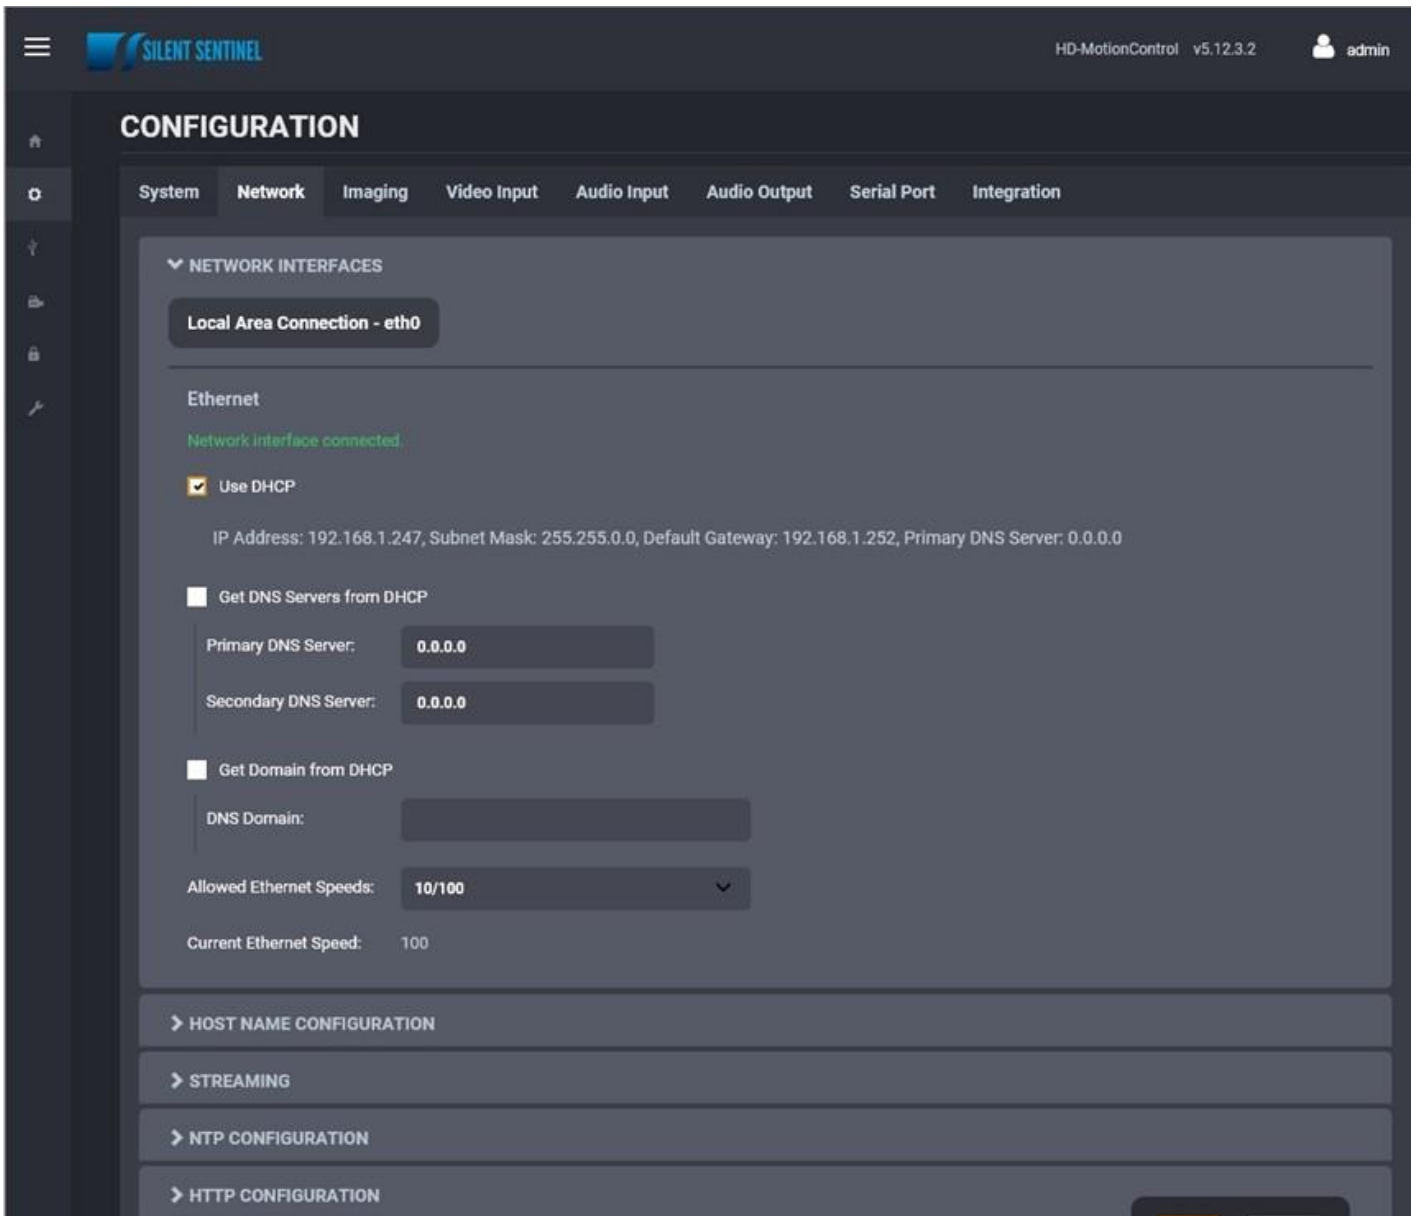 SILENT SENTINEL
HD-MotionControl v5.12.3.2 admin
CONFIGURATION
System Network Imaging Video Input Audio Input Audio Output Serial Port Integration
NETWORK INTERFACES
Local Area Connection - eth0
Ethernet
Network interface connected.
Use DHCP
IP Address: 192.168.1.247, Subnet Mask: 255.255.0.0, Default Gateway: 192.168.1.252, Primary DNS Server: 0.0.0.0
Get DNS Servers from DHCP
Primary DNS Server: 0.0.0.0
Secondary DNS Server: 0.0.0.0
Get Domain from DHCP
DNS Domain:
Allowed Ethernet Speeds: 10/100
Current Ethernet Speed: 100
HOST NAME CONFIGURATION
STREAMING
NTP CONFIGURATION
HTTP CONFIGURATION